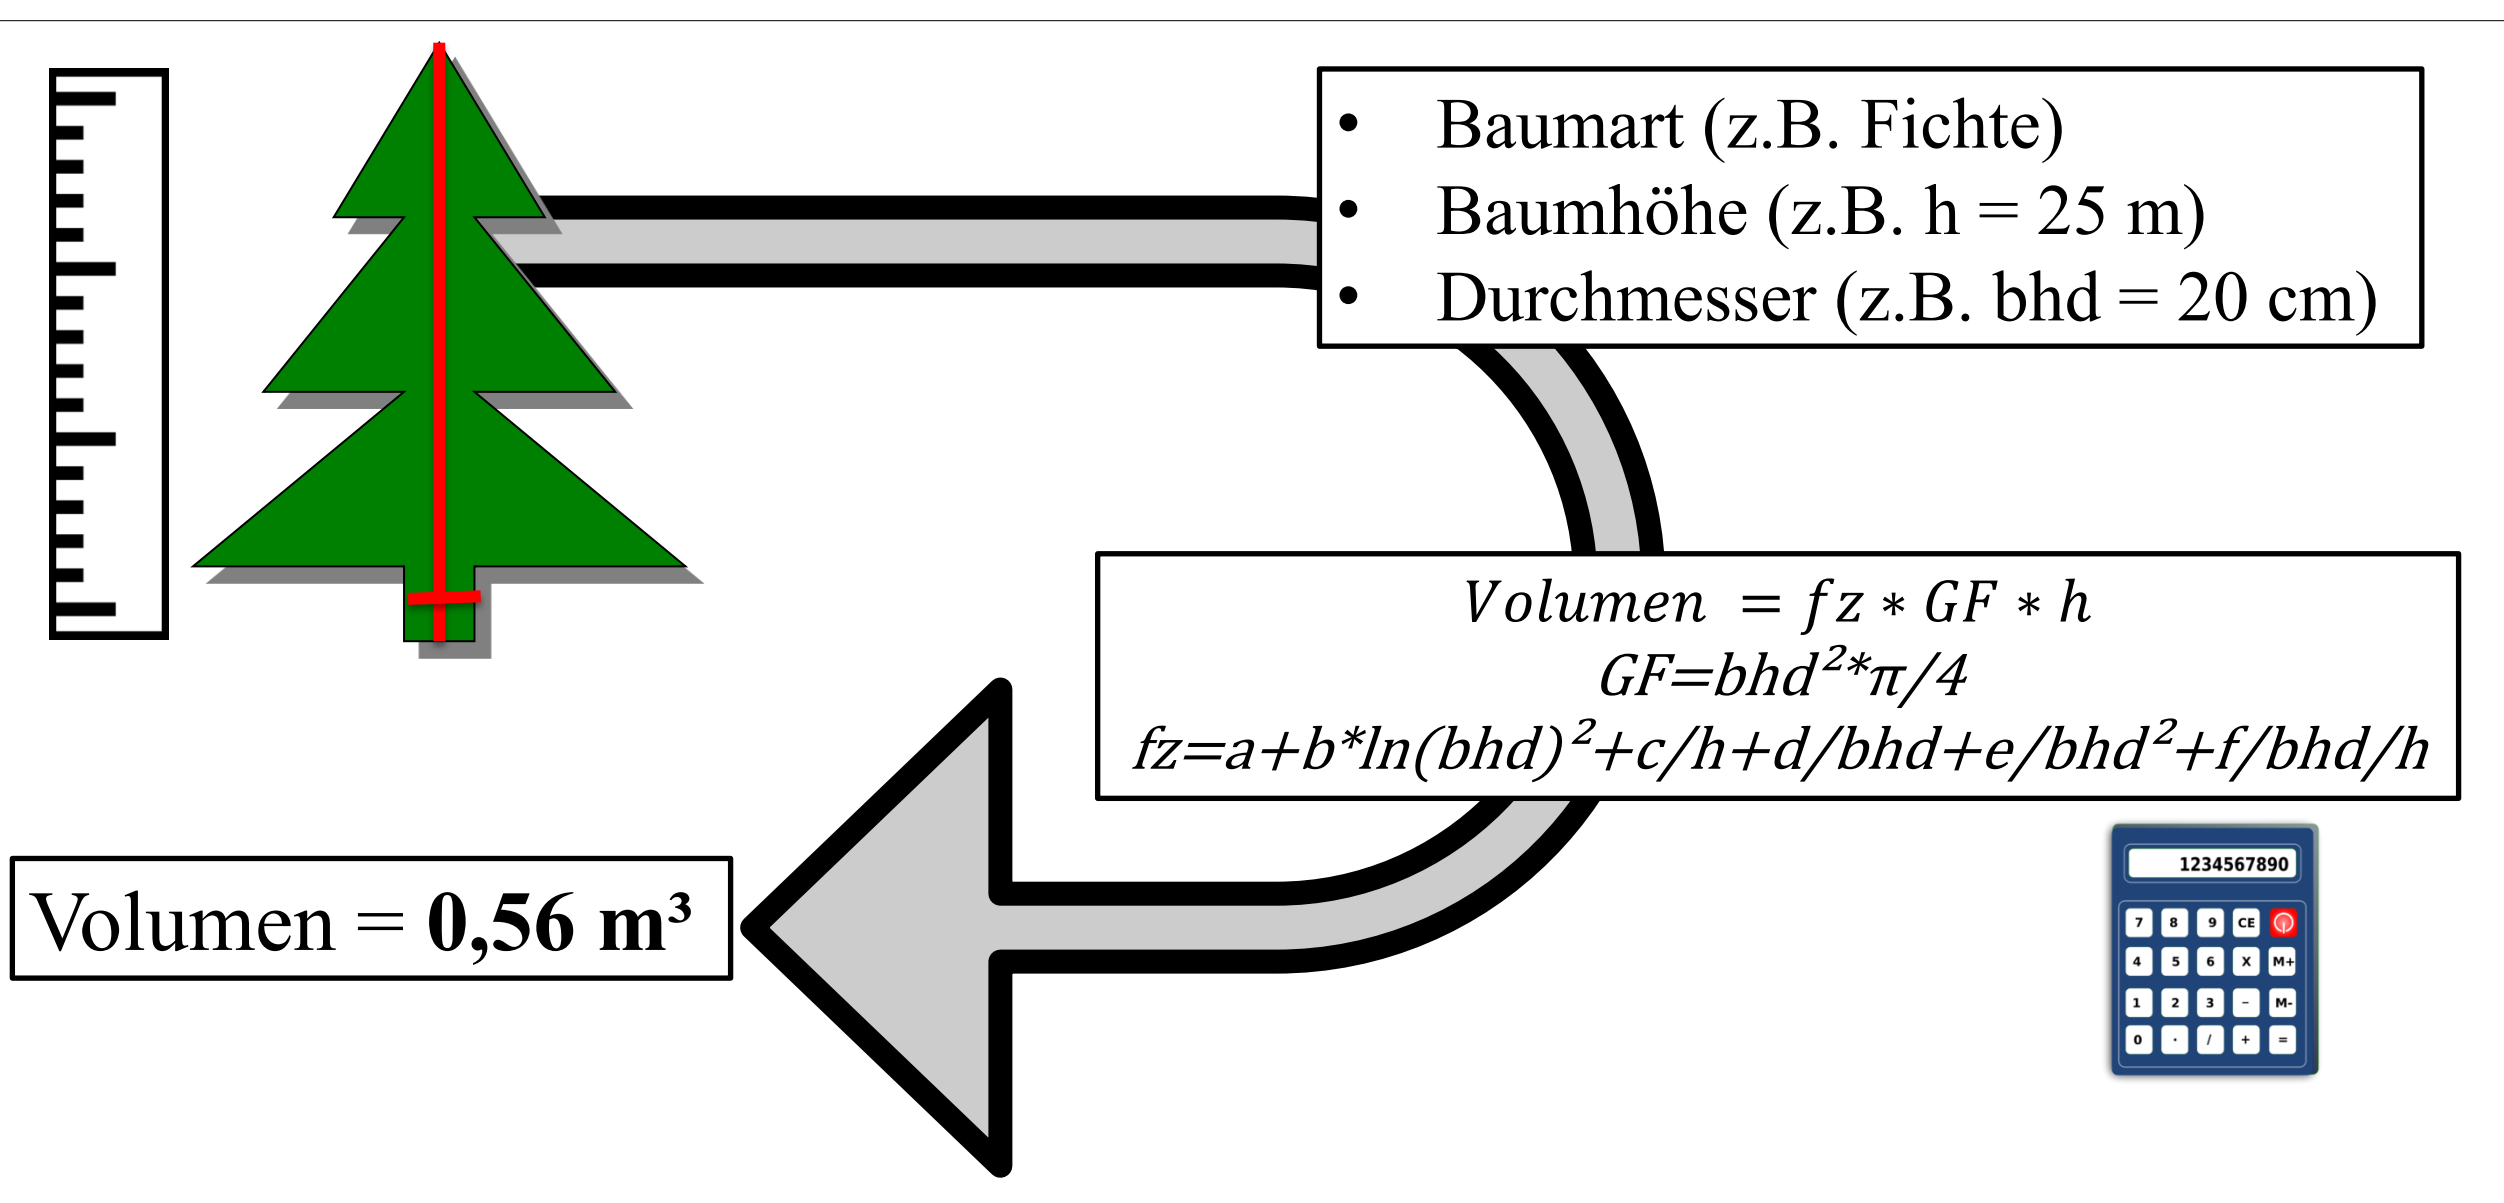 • Baumart (z.B. Fichte)
• Baumhöhe (z.B. h = 25 m)
• Durchmesser (z.B. bhd = 20 cm)
Volumen = fz * GF * h
GF=bhd²*π/4
fz=a+b*ln(bhd)²+c/h+d/bhd+e/bhd²+f/bhd/h
Volumen = 0,56 m³
1234567890
7 8 9 CE
4 5 6 X M+
1 2 3 − M-
0 · / + =